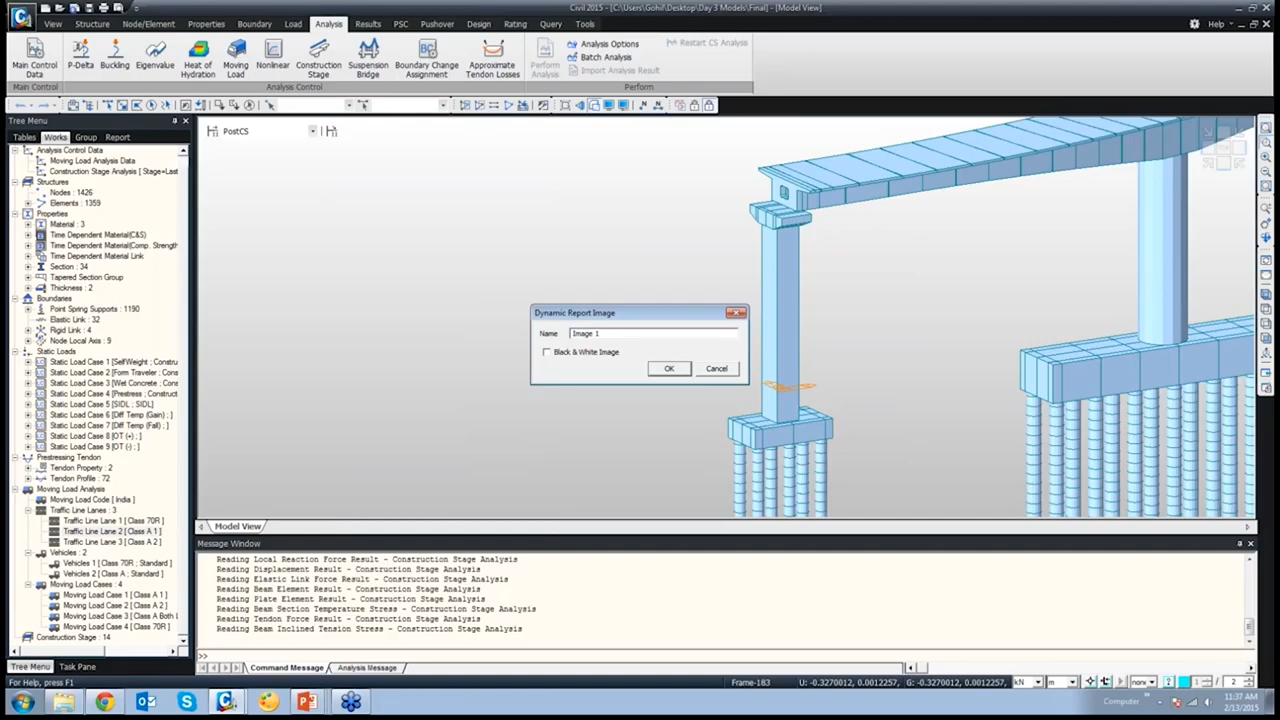 Civil 2015 - [C:\Users\Gohil\Desktop\Day 3 Models\Final] - [Model View]
View Structure Node/Element Properties Boundary Load Analysis Results PSC Pushover Design Rating Query Tools
Help
Main Control Data
P-Delta
Buckling
Eigenvalue
Heat of Hydration
Moving Load
Nonlinear
Construction Stage
Suspension Bridge
Boundary Change Assignment
Approximate Tendon Losses
Perform Analysis
Analysis Options
Batch Analysis
Import Analysis Result
Restart CS Analysis
Main Control
Analysis Control
Perform
Tree Menu
Tables Works Group Report
Analysis Control Data
Moving Load Analysis Data
Construction Stage Analysis [ Stage=Last
Structures
Nodes : 1426
Elements : 1359
Properties
Material : 3
Time Dependent Material(C&S)
Time Dependent Material(Comp. Strength
Time Dependent Material Link
Section : 34
Tapered Section Group
Thickness : 2
Boundaries
Point Spring Supports : 1190
Elastic Link : 32
Rigid Link : 4
Node Local Axis : 9
Static Loads
Static Load Case 1 [SelfWeight ; Constru
Static Load Case 2 [Form Traveler ; Cons
Static Load Case 3 [Wet Concrete ; Cons
Static Load Case 4 [Prestress ; Construc
Static Load Case 5 [SIDL ; SIDL]
Static Load Case 6 [Diff Temp (Gain) ; ]
Static Load Case 7 [Diff Temp (Fall) ; ]
Static Load Case 8 [OT (+) ; ]
Static Load Case 9 [OT (-) ; ]
Prestressing Tendon
Tendon Property : 2
Tendon Profile : 72
Moving Load Analysis
Moving Load Code [ India ]
Traffic Line Lanes : 3
Traffic Line Lane 1 [ Class 70R ]
Traffic Line Lane 2 [ Class A 1 ]
Traffic Line Lane 3 [ Class A 2 ]
Vehicles : 2
Vehicles 1 [ Class 70R ; Standard ]
Vehicles 2 [ Class A ; Standard ]
Moving Load Cases : 4
Moving Load Case 1 [ Class A 1 ]
Moving Load Case 2 [ Class A 2 ]
Moving Load Case 3 [ Class A Both L
Moving Load Case 4 [ Class 70R ]
Construction Stage : 14
Tree Menu Task Pane
PostCS
Dynamic Report Image
Name Image 1
Black & White Image
OK Cancel
Model View
Message Window
Reading Local Reaction Force Result - Construction Stage Analysis
Reading Displacement Result - Construction Stage Analysis
Reading Elastic Link Force Result - Construction Stage Analysis
Reading Beam Element Result - Construction Stage Analysis
Reading Plate Element Result - Construction Stage Analysis
Reading Beam Section Temperature Stress - Construction Stage Analysis
Reading Tendon Force Result - Construction Stage Analysis
Reading Beam Inclined Tension Stress - Construction Stage Analysis
>>
Command Message Analysis Message
For Help, press F1
Frame-183 U: -0.3270012, 0.0012257, G: -0.3270012, 0.0012257, kN m none 1 / 2
Computer
11:37 AM
2/13/2015